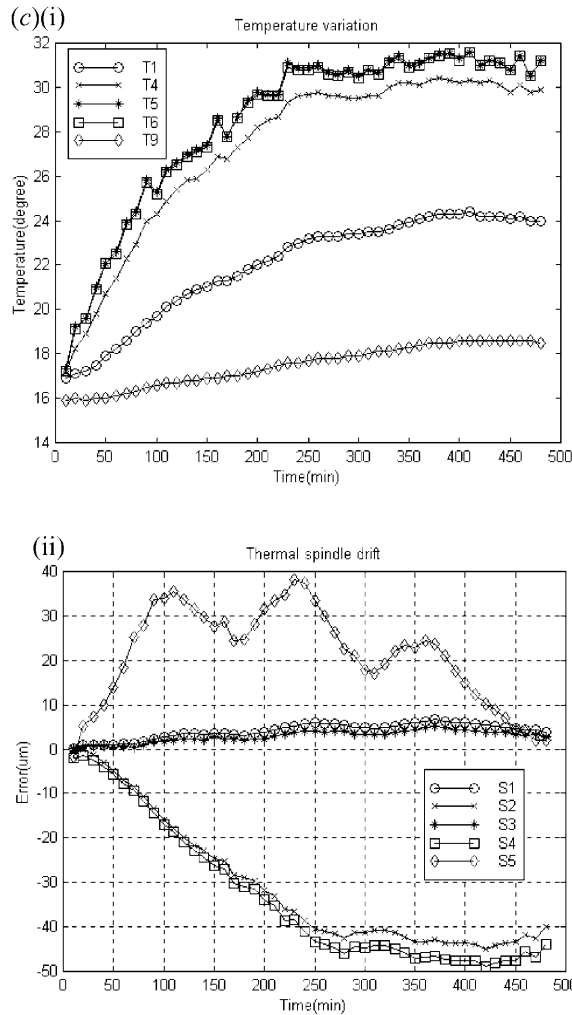 (c)(i)
Temperature variation
32
30
28
26
24
22
20
18
16
14
Temperature(degree)
T1
T4
T5
T6
T9
0 50 100 150 200 250 300 350 400 450 500
Time(min)
(ii)
Thermal spindle drift
40
30
20
10
0
-10
-20
-30
-40
-50
Error(um)
S1
S2
S3
S4
S5
0 50 100 150 200 250 300 350 400 450 500
Time(min)